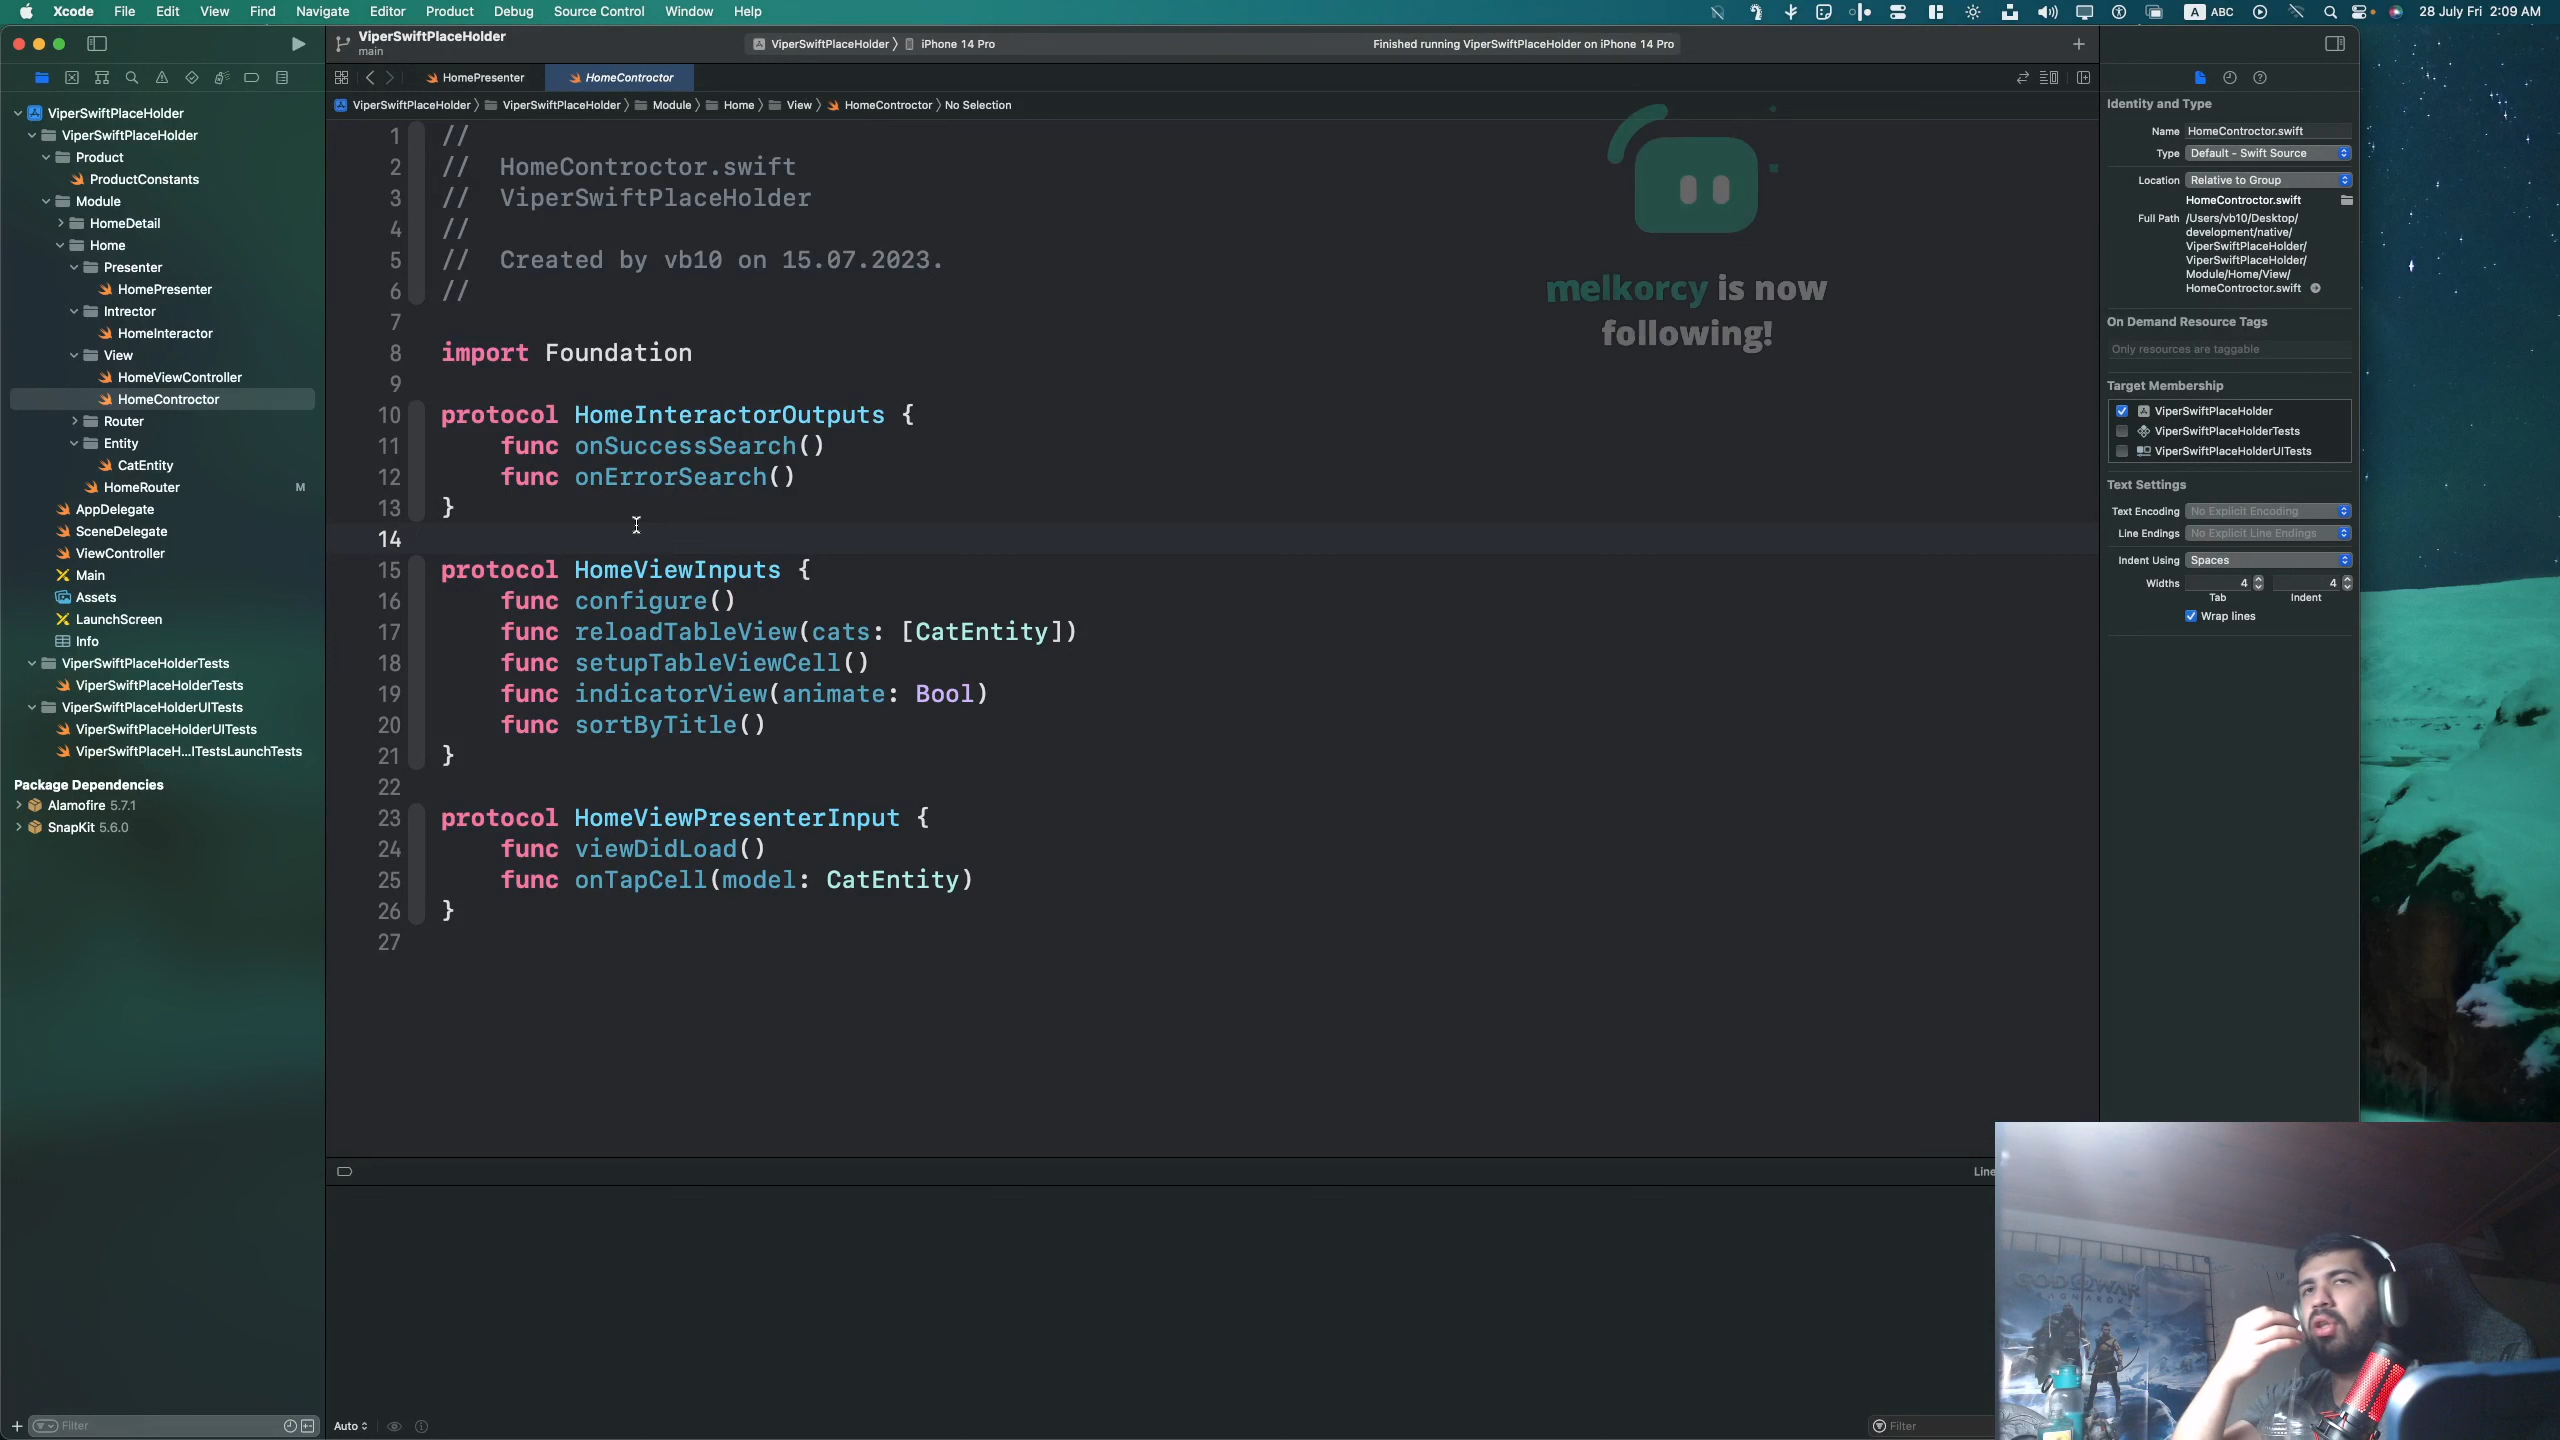 Xcode File Edit View Find Navigate Editor Product Debug Source Control Window Help
A ABC 28 July Fri 2:09 AM
ViperSwiftPlaceHolder
main
ViperSwiftPlaceHolder iPhone 14 Pro
Finished running ViperSwiftPlaceHolder on iPhone 14 Pro
HomePresenter
HomeControctor
ViperSwiftPlaceHolder ViperSwiftPlaceHolder Module Home View HomeControctor No Selection
ViperSwiftPlaceHolder
ViperSwiftPlaceHolder
Product
ProductConstants
Module
HomeDetail
Home
Presenter
HomePresenter
Intrector
HomeInteractor
View
HomeViewController
HomeControctor
Router
Entity
CatEntity
HomeRouter M
AppDelegate
SceneDelegate
ViewController
Main
Assets
LaunchScreen
Info
ViperSwiftPlaceHolderTests
ViperSwiftPlaceHolderTests
ViperSwiftPlaceHolderUITests
ViperSwiftPlaceHolderUITests
ViperSwiftPlaceH...ITestsLaunchTests
Package Dependencies
Alamofire 5.7.1
SnapKit 5.6.0
Filter
1 //
2 // HomeControctor.swift
3 // ViperSwiftPlaceHolder
4 //
5 // Created by vb10 on 15.07.2023.
6 //
7
8 import Foundation
9
10 protocol HomeInteractorOutputs {
11 func onSuccessSearch()
12 func onErrorSearch()
13 }
14
15 protocol HomeViewInputs {
16 func configure()
17 func reloadTableView(cats: [CatEntity])
18 func setupTableViewCell()
19 func indicatorView(animate: Bool)
20 func sortByTitle()
21 }
22
23 protocol HomeViewPresenterInput {
24 func viewDidLoad()
25 func onTapCell(model: CatEntity)
26 }
27
melkorcy is now
following!
Line
Auto
Filter
Identity and Type
Name HomeControctor.swift
Type Default - Swift Source
Location Relative to Group
HomeControctor.swift
Full Path /Users/vb10/Desktop/
development/native/
ViperSwiftPlaceHolder/
ViperSwiftPlaceHolder/
Module/Home/View/
HomeControctor.swift
On Demand Resource Tags
Only resources are taggable
Target Membership
ViperSwiftPlaceHolder
ViperSwiftPlaceHolderTests
ViperSwiftPlaceHolderUITests
Text Settings
Text Encoding No Explicit Encoding
Line Endings No Explicit Line Endings
Indent Using Spaces
Widths 4 4
Tab Indent
Wrap lines
GOD OF WAR
RAGNAROK